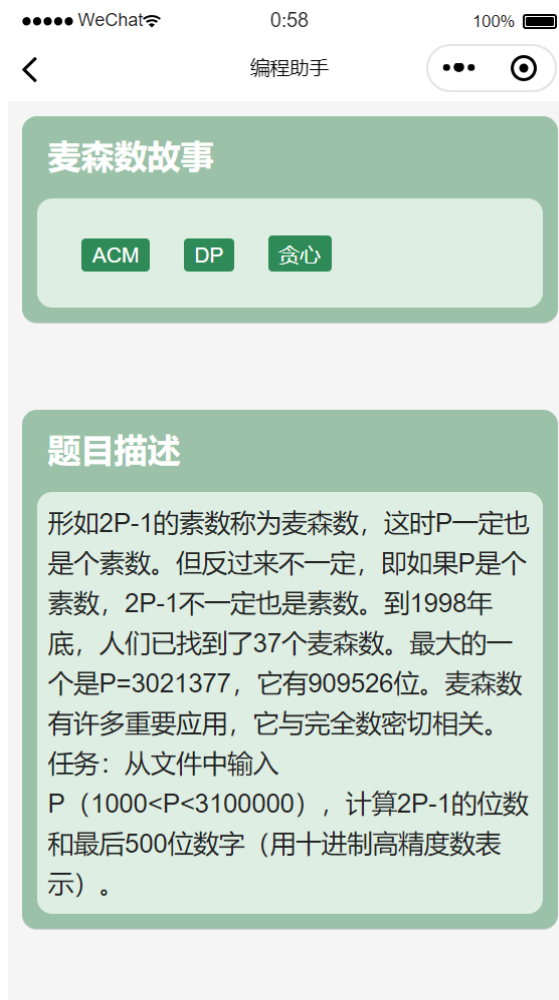 WeChat 0:58 100%
编程助手
麦森数故事
ACM DP 贪心
题目描述
形如2P-1的素数称为麦森数，这时P一定也
是个素数。但反过来不一定，即如果P是个
素数，2P-1不一定也是素数。到1998年
底，人们已找到了37个麦森数。最大的一
个是P=3021377，它有909526位。麦森数
有许多重要应用，它与完全数密切相关。
任务：从文件中输入
P（1000<P<3100000），计算2P-1的位数
和最后500位数字（用十进制高精度数表
示）。